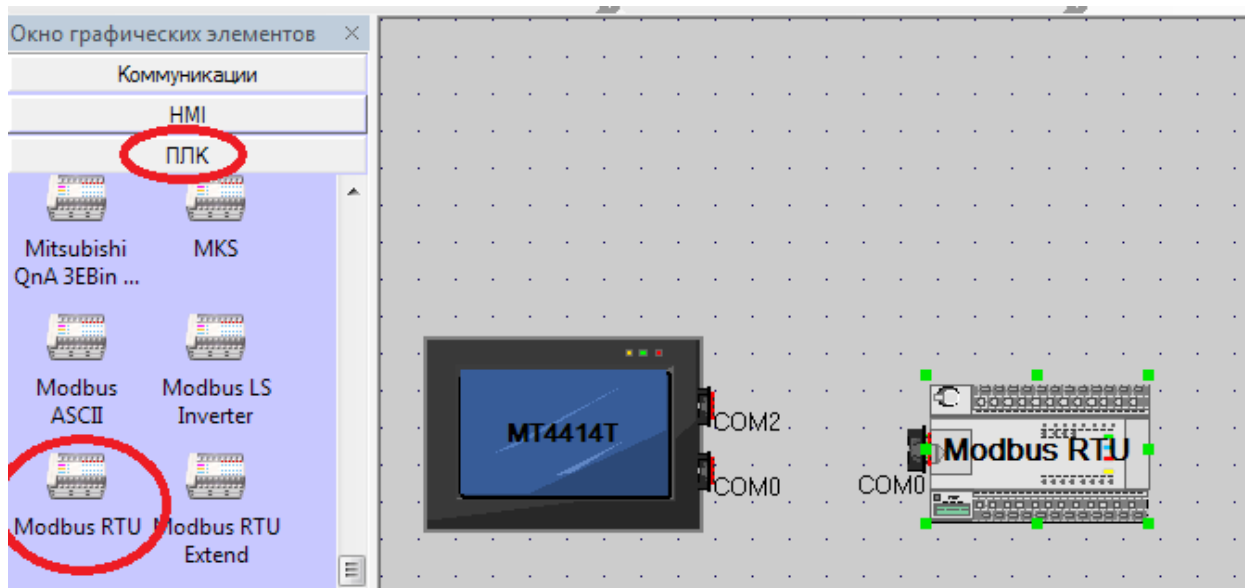 Окно графических элементов
Коммуникации
HMI
ПЛК
Mitsubishi
QnA 3EBin ...
MKS
Modbus
ASCII
Modbus LS
Inverter
Modbus RTU
Modbus RTU
Extend
MT4414T
COM2
COM0
COM0
Modbus RTU